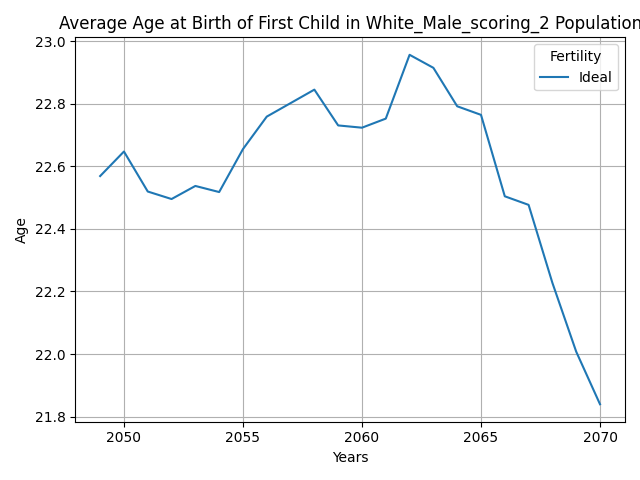 Average Age at Birth of First Child in White_Male_scoring_2 Population
Fertility
Ideal
23.0
22.8
22.6
22.4
22.2
22.0
21.8
Age
2050 2055 2060 2065 2070
Years